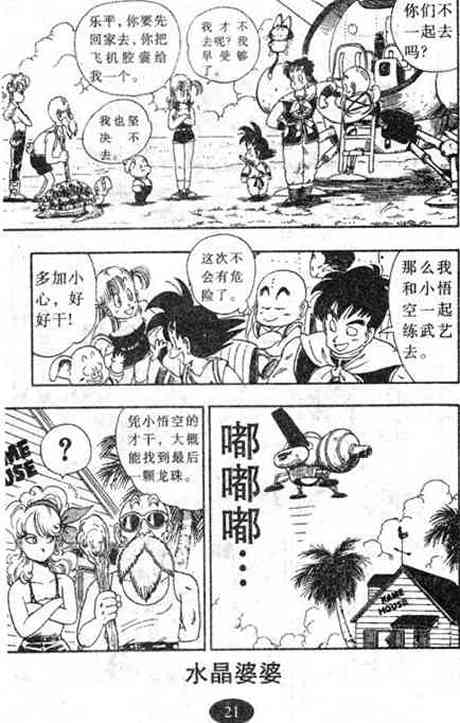 你们不
一起去
吗？
我才不
去呢？我
早受够
了。
我也坚
决不
去。
乐平，你要先
回家去，你把
飞机胶囊给
我一个。
那么我
和小悟
空一起
练武艺
去。
这次不
会有危
险了。
多加小
心，好
好干！
嘟嘟嘟…
KAME
HOUSE
凭小悟空的
才干，大概
能找到最后
一颗龙珠。
？
AME
HOUSE
水晶婆婆
21